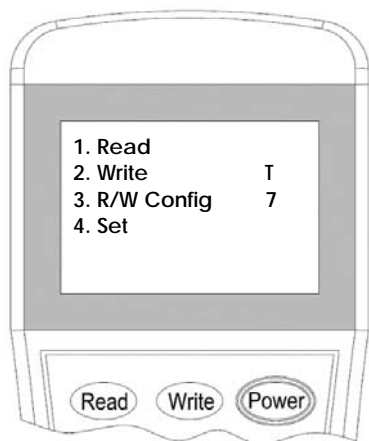 1. Read
2. Write T
3. R/W Config 7
4. Set
Read Write Power